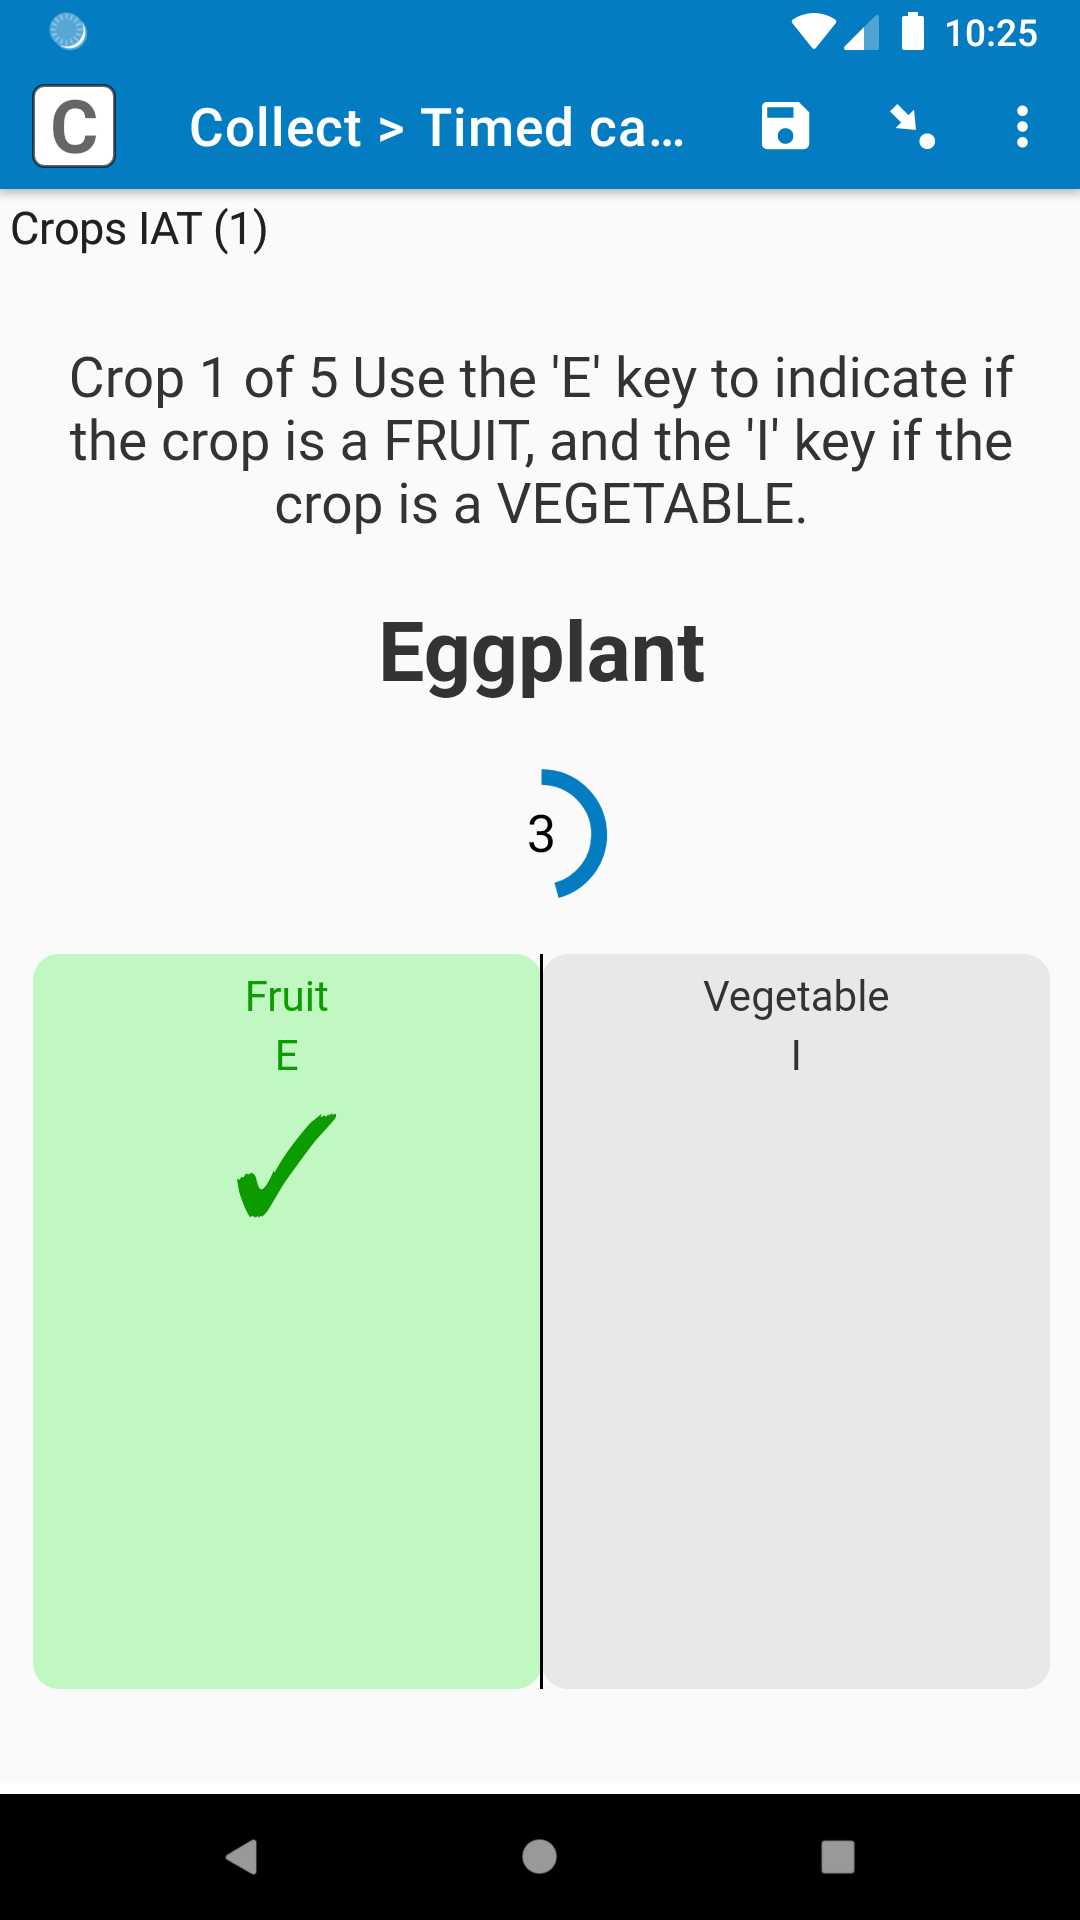 10:25
C
Collect > Timed ca...
Crops IAT (1)
Crop 1 of 5 Use the 'E' key to indicate if
the crop is a FRUIT, and the 'I' key if the
crop is a VEGETABLE.
Eggplant
3
Fruit
E
Vegetable
I